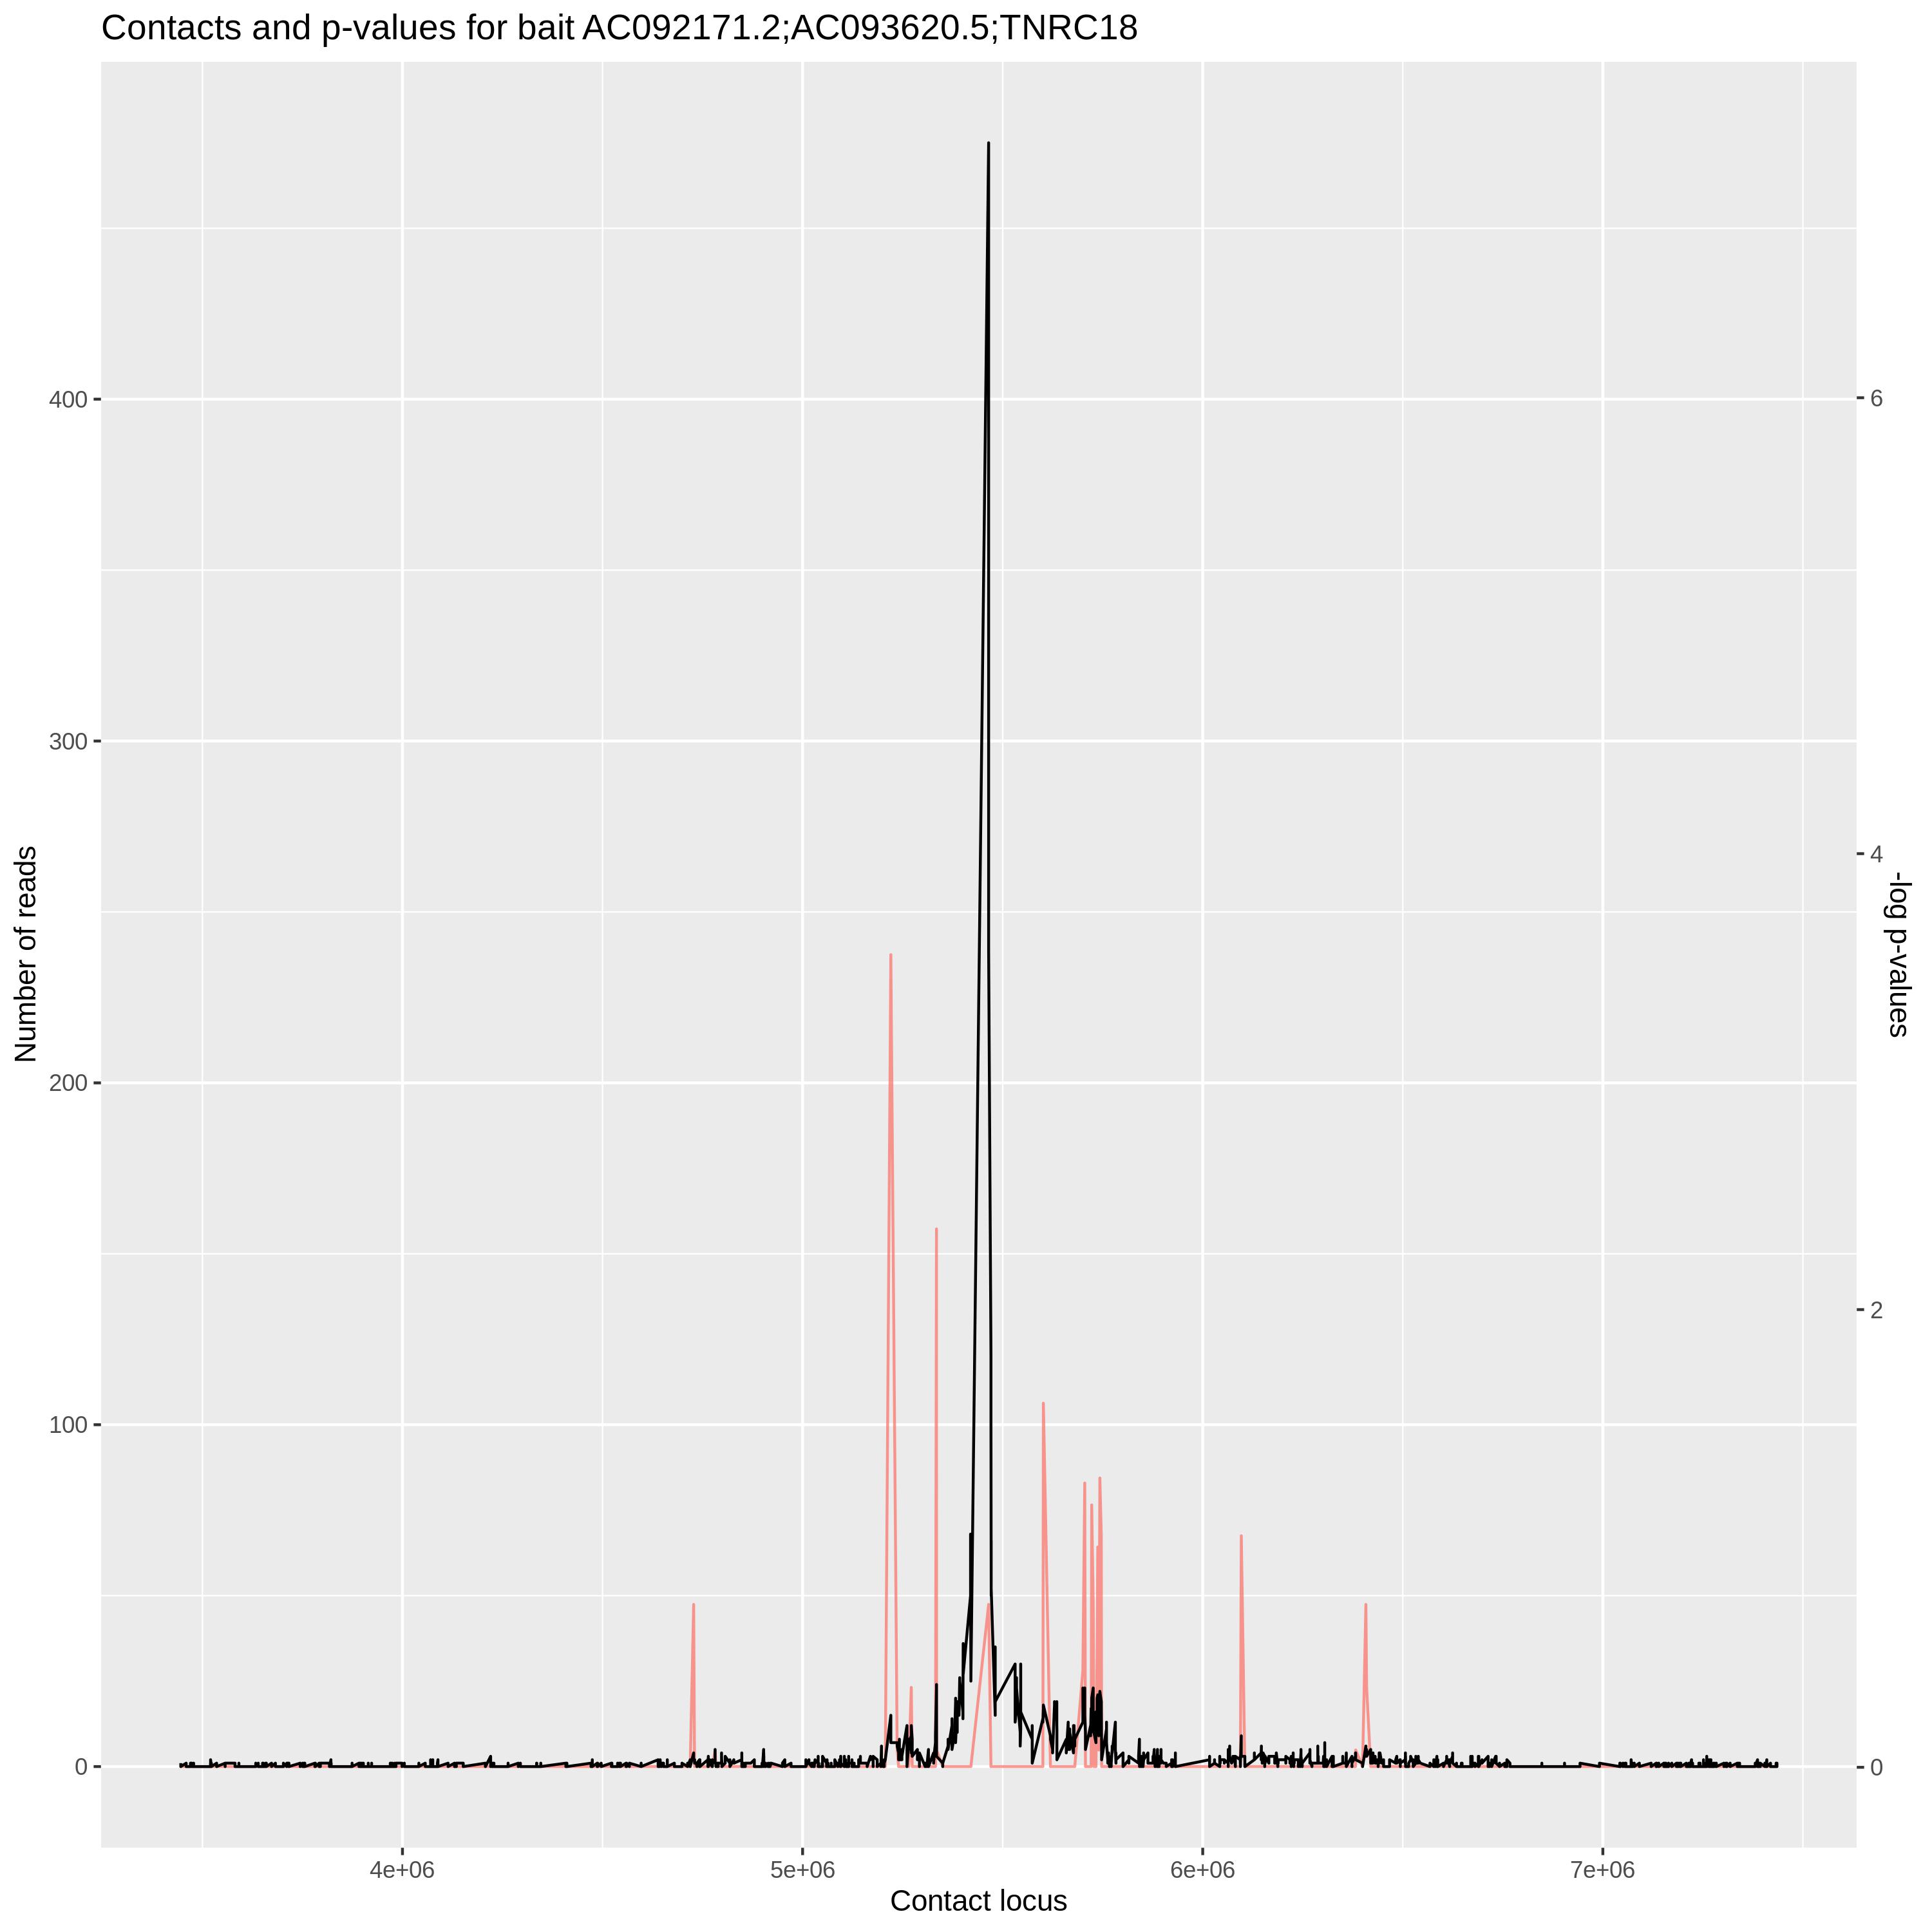 Contacts and p-values for bait AC092171.2;AC093620.5;TNRC18
Number of reads
400
300
200
100
0
6
4
2
0
-log p-values
4e+06
5e+06
6e+06
7e+06
Contact locus